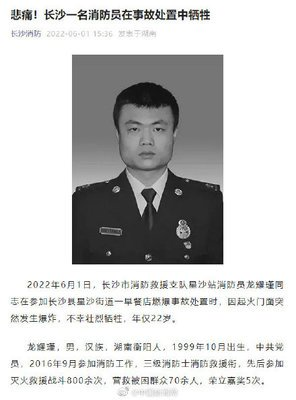 悲痛！长沙一名消防员在事故处置中牺牲
长沙消防 2022-06-01 15:36 发表于湖南
2022年6月1日，长沙市消防救援支队星沙站消防员龙耀瑾同
志在参加长沙县星沙街道一早餐店燃爆事故处置时，因起火门面突
然发生爆炸，不幸壮烈牺牲，年仅22岁。
龙耀瑾，男，汉族，湖南衡阳人，1999年10月出生，中共党
员，2016年9月参加消防工作，三级消防士消防救援衔，先后参加
灭火救援战斗800余次，营救被困群众70余人，荣立嘉奖5次。